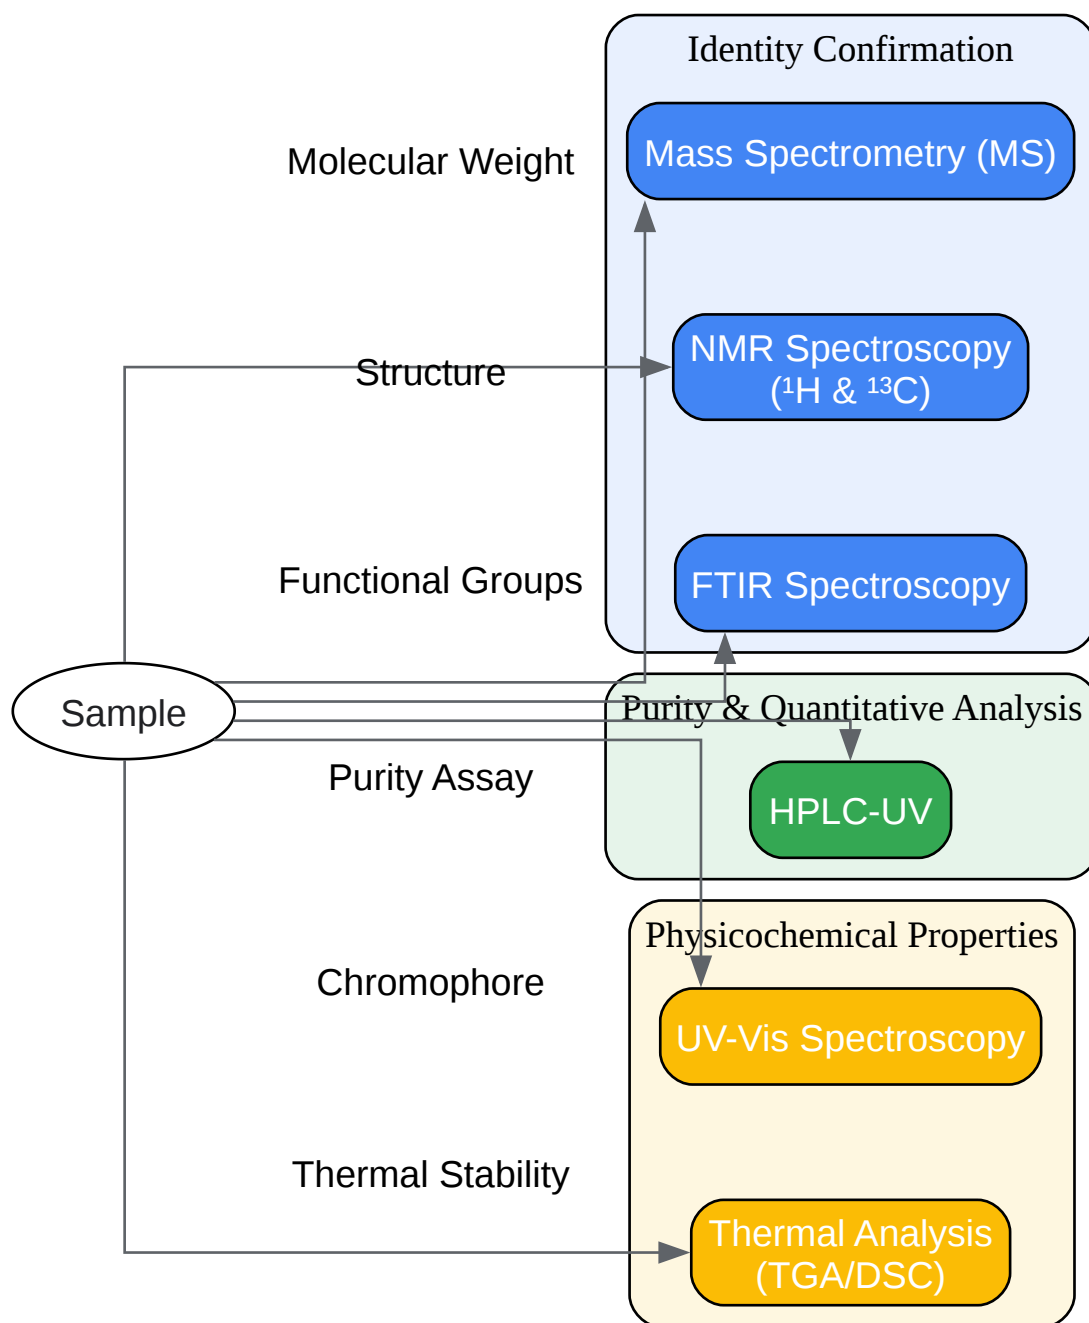 Identity Confirmation
Molecular Weight
Mass Spectrometry (MS)
Structure
NMR Spectroscopy
(¹H & ¹³C)
Functional Groups
FTIR Spectroscopy
Sample
Purity & Quantitative Analysis
Purity Assay
HPLC-UV
Physicochemical Properties
Chromophore
UV-Vis Spectroscopy
Thermal Stability
Thermal Analysis
(TGA/DSC)